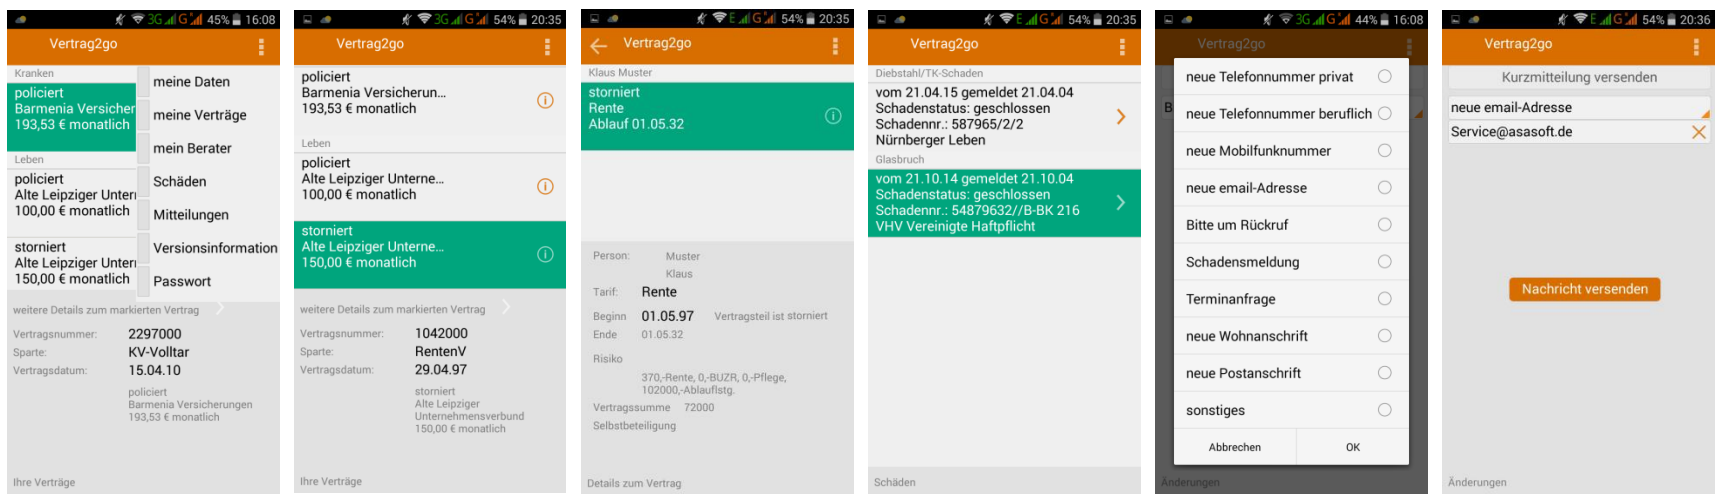 3G G 45% 16:08
Vertrag2go
Kranken
policiert
Barmenia Versicher
193,53 € monatlich
Leben
policiert
Alte Leipziger Unter
100,00 € monatlich
storniert
Alte Leipziger Unter
150,00 € monatlich
meine Daten
meine Verträge
mein Berater
Schäden
Mitteilungen
Versionsinformation
Passwort
weitere Details zum markierten Vertrag
Vertragsnummer: 2297000
Sparte: KV-Volltar
Vertragsdatum: 15.04.10
policiert
Barmenia Versicherungen
193,53 € monatlich
Ihre Verträge
3G G 54% 20:35
Vertrag2go
policiert
Barmenia Versicherun...
193,53 € monatlich
Leben
policiert
Alte Leipziger Unterne...
100,00 € monatlich
storniert
Alte Leipziger Unterne...
150,00 € monatlich
weitere Details zum markierten Vertrag
Vertragsnummer: 1042000
Sparte: RentenV
Vertragsdatum: 29.04.97
storniert
Alte Leipziger
Unternehmensverbund
150,00 € monatlich
Ihre Verträge
E G 54% 20:35
Vertrag2go
Klaus Muster
storniert
Rente
Ablauf 01.05.32
Person: Muster
Klaus
Tarif: Rente
Beginn 01.05.97 Vertragsteil ist storniert
Ende 01.05.32
Risiko
370,-Rente, 0,-BUZR, 0,-Pflege,
102000,-Ablauflstg.
Vertragssumme 72000
Selbstbeteiligung
Details zum Vertrag
E G 54% 20:35
Vertrag2go
Diebstahl/TK-Schaden
vom 21.04.15 gemeldet 21.04.04
Schadenstatus: geschlossen
Schadennr.: 587965/2/2
Nürnberger Leben
Glasbruch
vom 21.10.14 gemeldet 21.10.04
Schadenstatus: geschlossen
Schadennr.: 54879632//B-BK 216
VHV Vereinigte Haftpflicht
Schäden
3G G 44% 16:08
Vertrag2go
B
neue Telefonnummer privat
neue Telefonnummer beruflich
neue Mobilfunknummer
neue email-Adresse
Bitte um Rückruf
Schadensmeldung
Terminanfrage
neue Wohnanschrift
neue Postanschrift
sonstiges
Abbrechen OK
Änderungen
E G 54% 20:36
Vertrag2go
Kurzmitteilung versenden
neue email-Adresse
Service@asasoft.de
Nachricht versenden
Änderungen